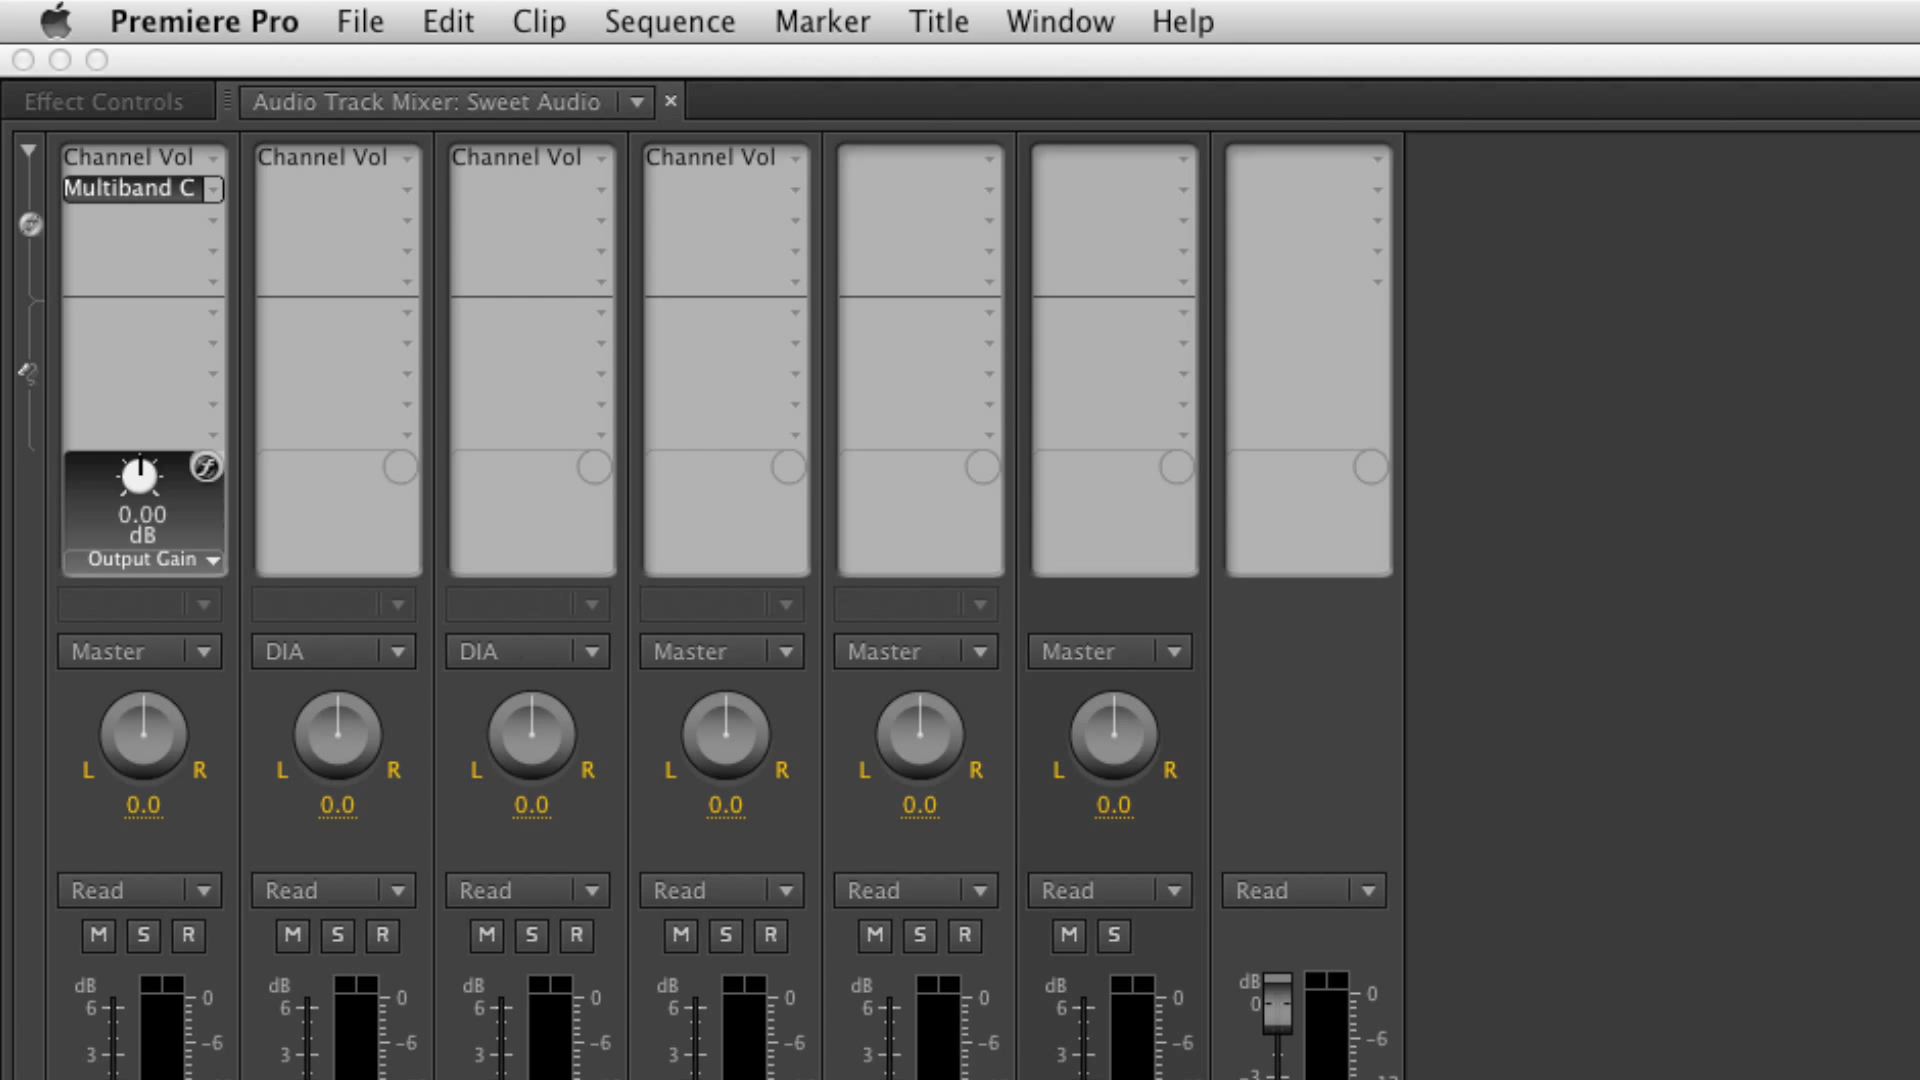 Premiere Pro File Edit Clip Sequence Marker Title Window Help
Effect Controls Audio Track Mixer: Sweet Audio ×
Channel Vol Channel Vol Channel Vol Channel Vol
Multiband C
0.00
dB
Output Gain
Master DIA DIA Master Master Master
L R L R L R L R L R L R
0.0 0.0 0.0 0.0 0.0 0.0
Read Read Read Read Read Read Read
M S R M S R M S R M S R M S R M S
dB dB dB dB dB dB dB
6 0 6 0 6 0 6 0 6 0 6 0 0 0
3 -6 3 -6 3 -6 3 -6 3 -6 3 -6 -6
-3